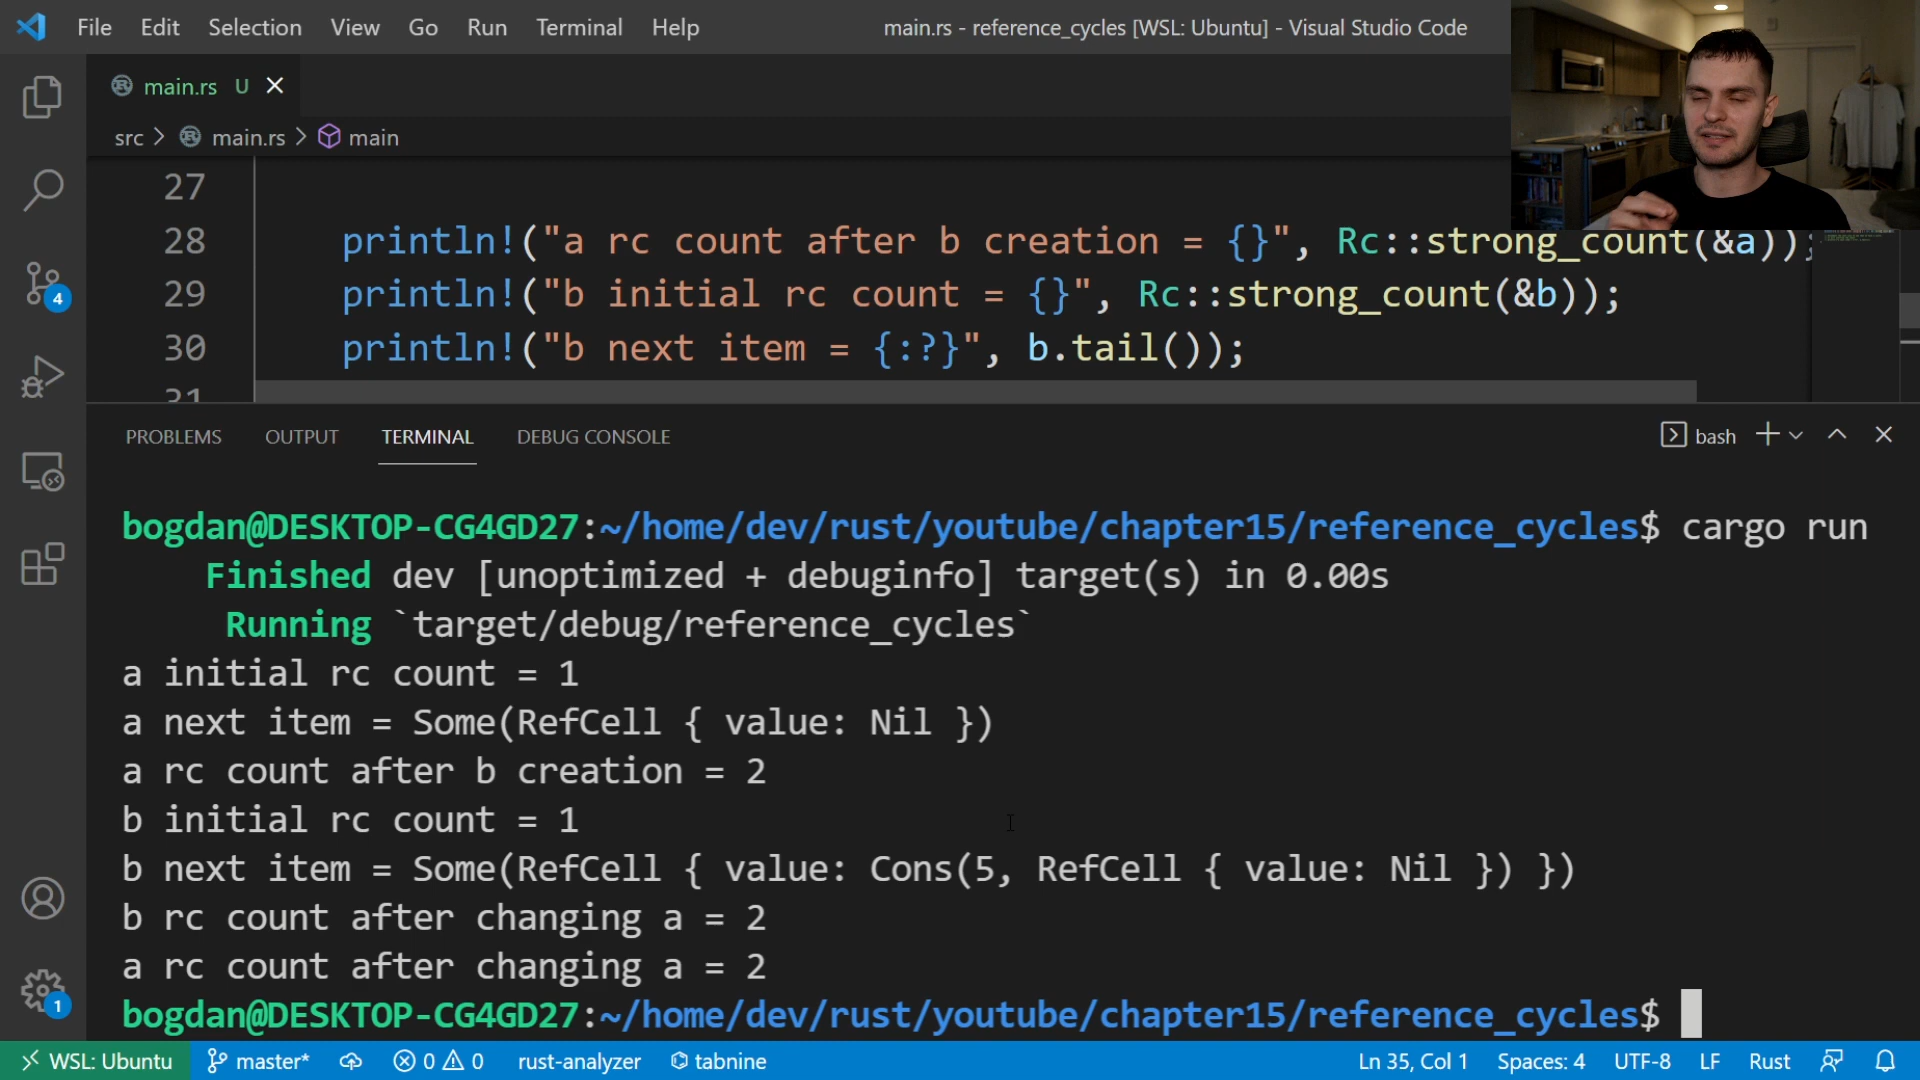 File Edit Selection View Go Run Terminal Help main.rs - reference_cycles [WSL: Ubuntu] - Visual Studio Code
main.rs U
src > main.rs > main
27
28 println!("a rc count after b creation = {}", Rc::strong_count(&a));
29 println!("b initial rc count = {}", Rc::strong_count(&b));
30 println!("b next item = {:?}", b.tail());
31
PROBLEMS OUTPUT TERMINAL DEBUG CONSOLE bash
bogdan@DESKTOP-CG4GD27:~/home/dev/rust/youtube/chapter15/reference_cycles$ cargo run
Finished dev [unoptimized + debuginfo] target(s) in 0.00s
Running `target/debug/reference_cycles`
a initial rc count = 1
a next item = Some(RefCell { value: Nil })
a rc count after b creation = 2
b initial rc count = 1
b next item = Some(RefCell { value: Cons(5, RefCell { value: Nil }) })
b rc count after changing a = 2
a rc count after changing a = 2
bogdan@DESKTOP-CG4GD27:~/home/dev/rust/youtube/chapter15/reference_cycles$
4
1
WSL: Ubuntu master* 0 0 rust-analyzer tabnine Ln 35, Col 1 Spaces: 4 UTF-8 LF Rust